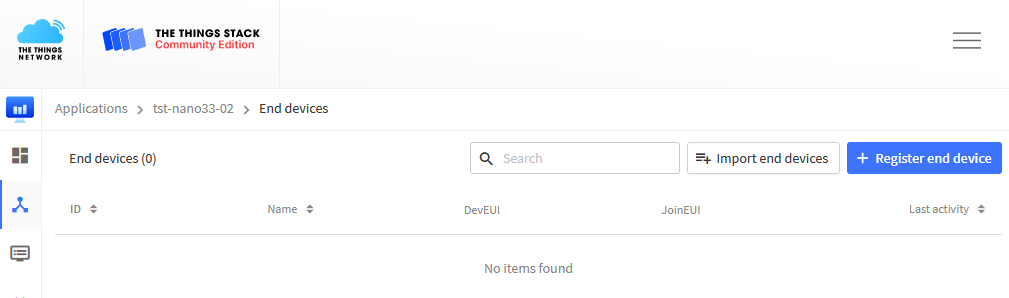 THE THINGS
NETWORK
THE THINGS STACK
Community Edition
Applications > tst-nano33-02 > End devices
End devices (0) Search Import end devices + Register end device
ID Name DevEUI JoinEUI Last activity
No items found